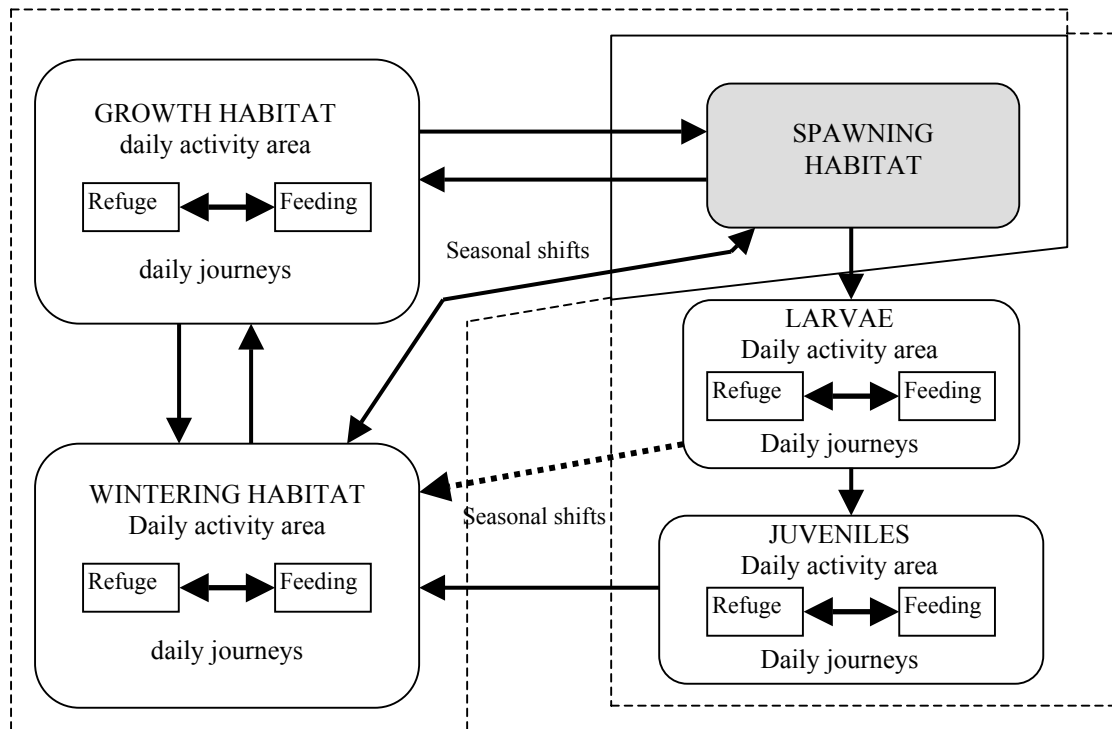 GROWTH HABITAT
daily activity area
Refuge
Feeding
daily journeys
SPAWNING
HABITAT
Seasonal shifts
LARVAE
Daily activity area
Refuge
Feeding
Daily journeys
WINTERING HABITAT
Daily activity area
Refuge
Feeding
daily journeys
Seasonal shifts
JUVENILES
Daily activity area
Refuge
Feeding
Daily journeys